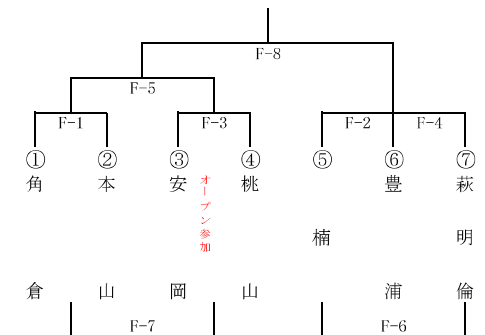 F-8
F-5
F-1
F-3
F-2
F-4
①
②
③
④
⑤
⑥
⑦
角倉
本山
安岡
オープン参加
桃山
楠
豊浦
萩明倫
F-7
F-6